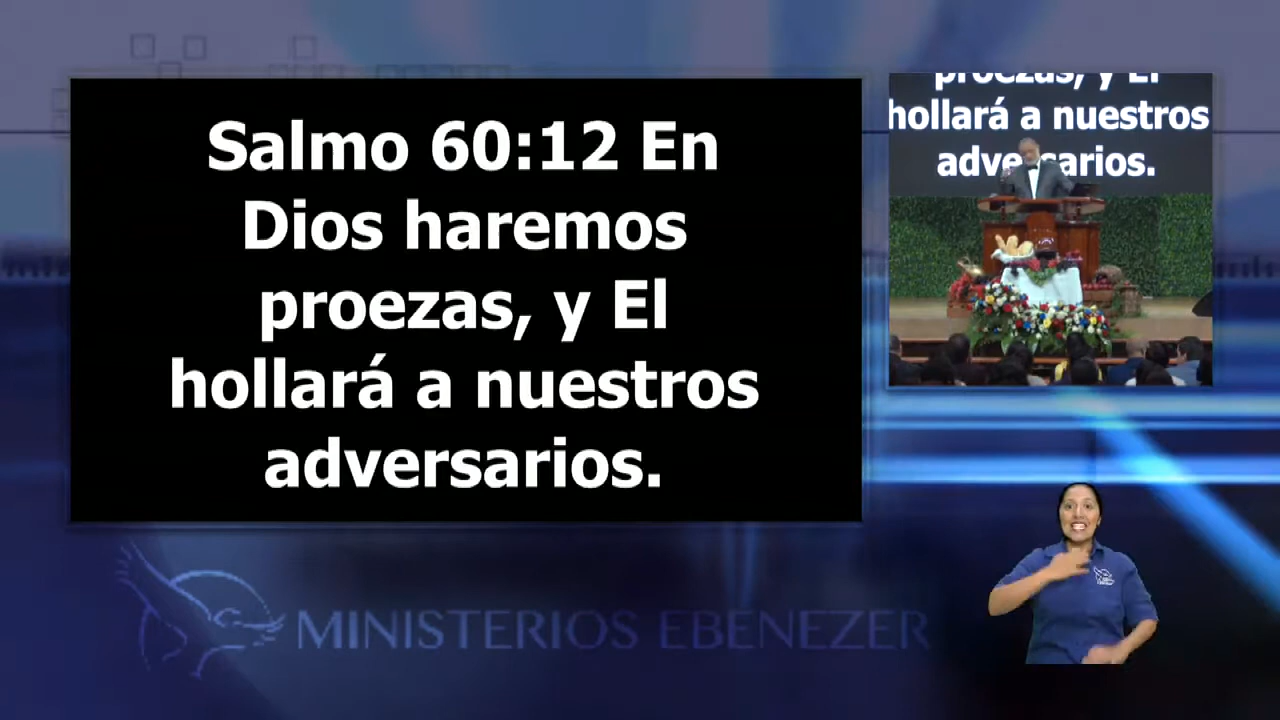 Salmo 60:12 En
Dios haremos
proezas, y El
hollará a nuestros
adversarios.
proezas, y El
hollará a nuestros
adversarios.
MINISTERIOS EBENEZER